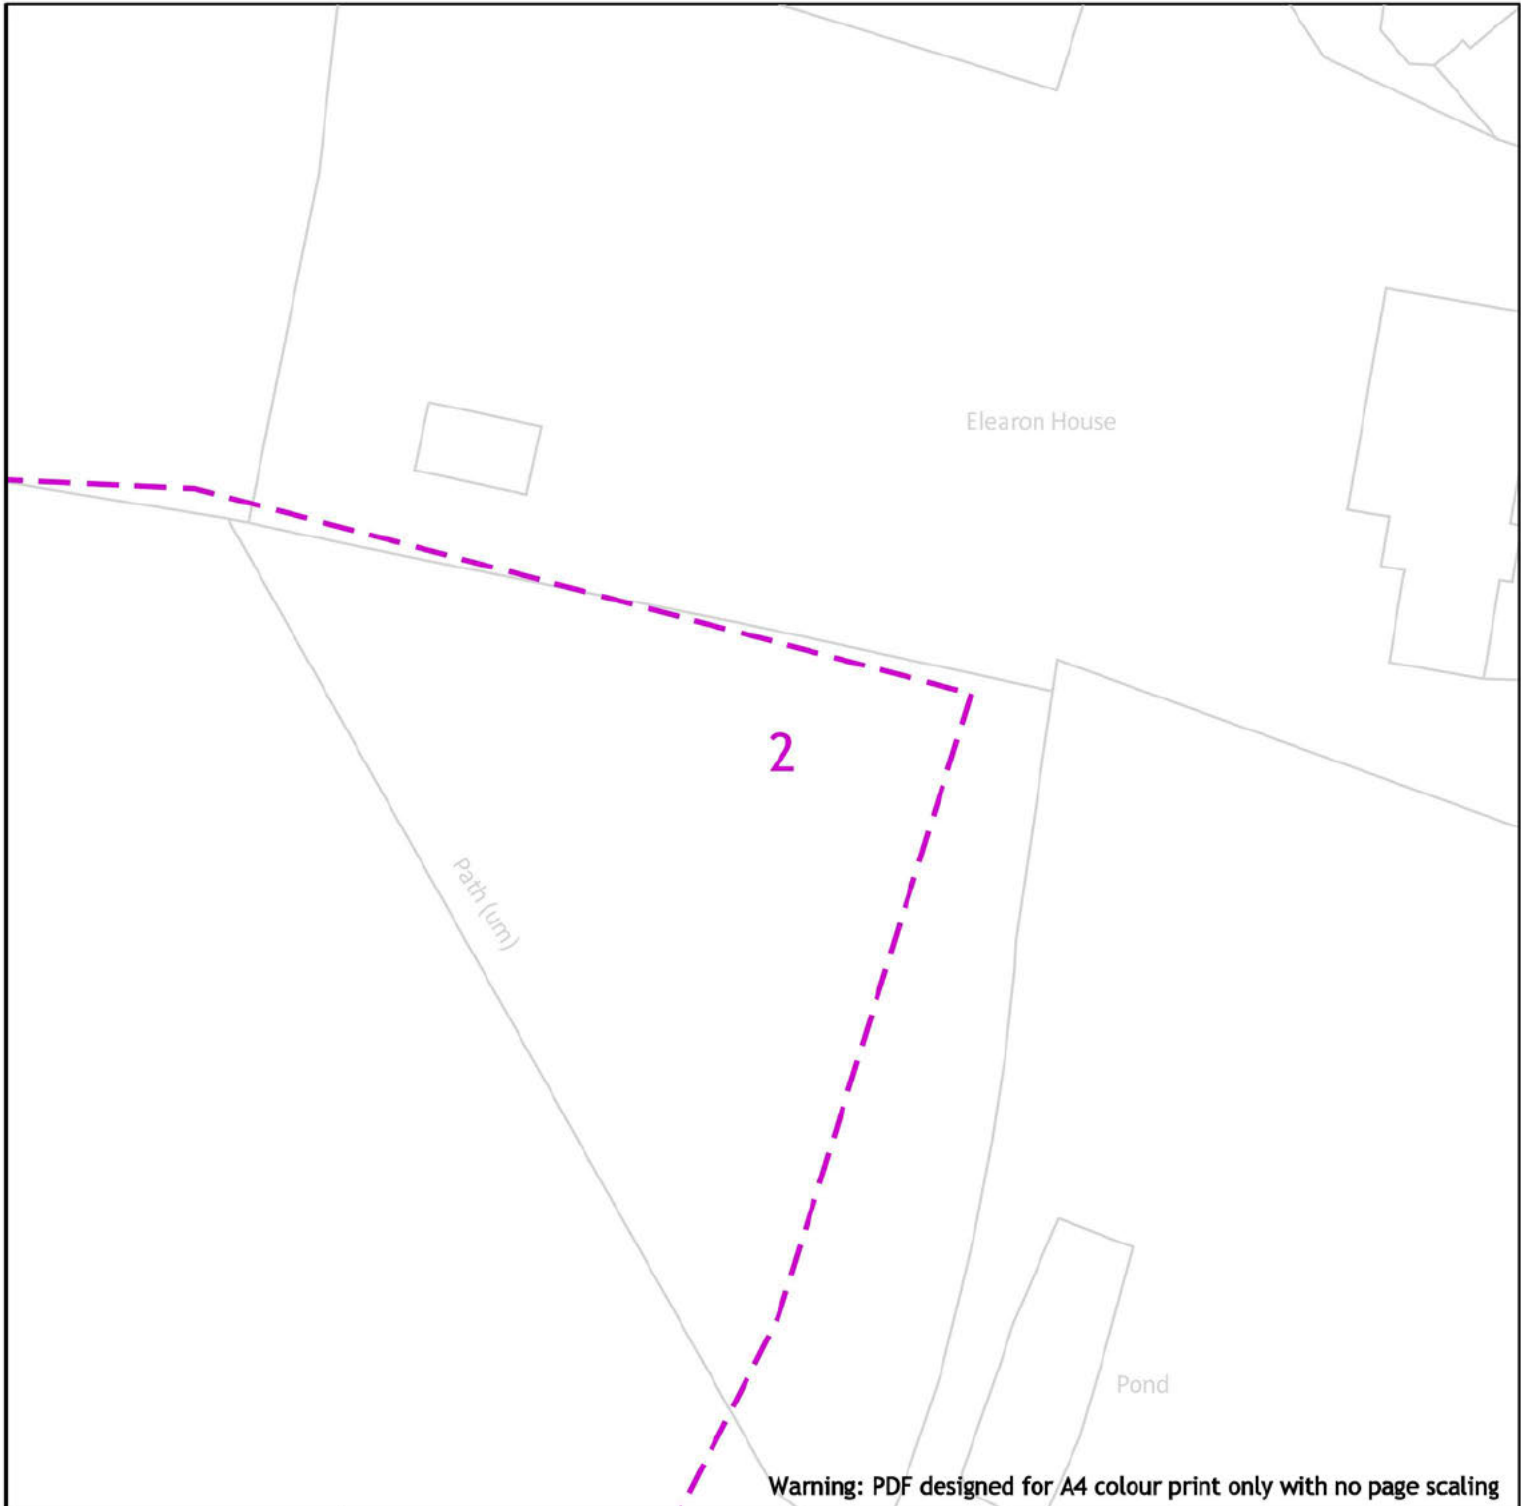 Elearon House
2
Path (um)
Pond
Warning: PDF designed for A4 colour print only with no page scaling